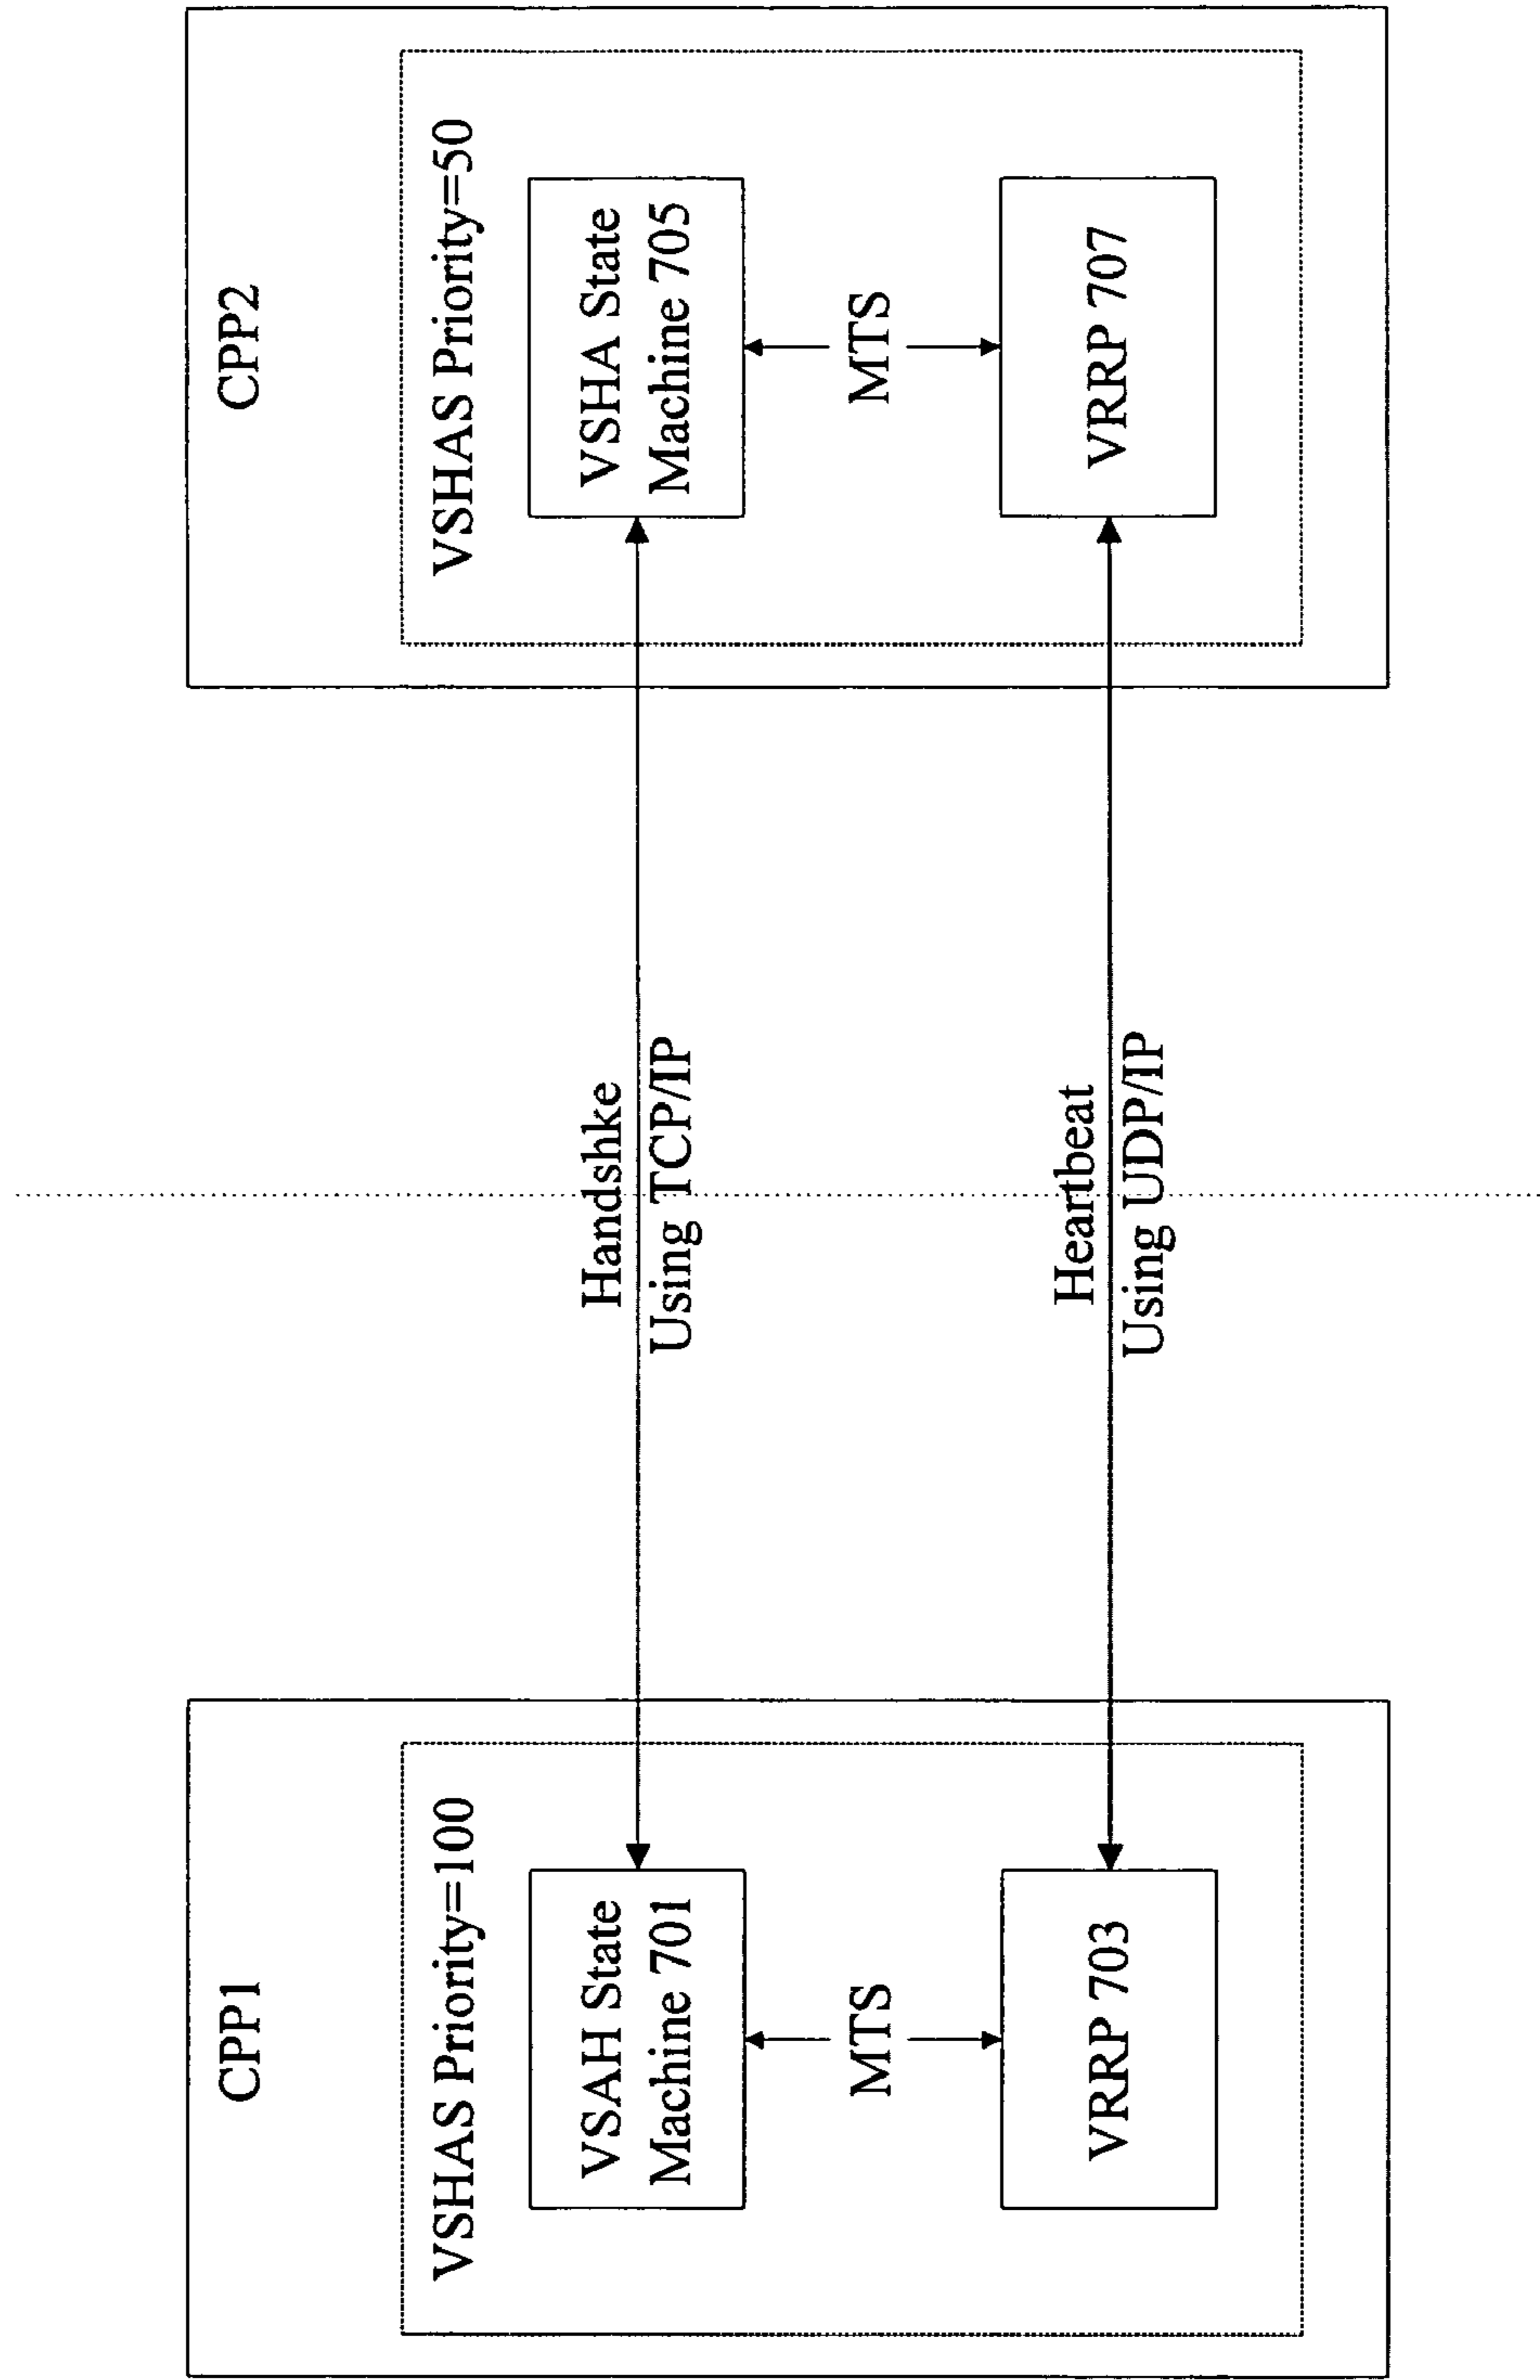 CPP1
VSHAS Priority=100
VSAH State
Machine 701
MTS
VRRP 703
Handshke
Using TCP/IP
Heartbeat
Using UDP/IP
CPP2
VSHAS Priority=50
VSHA State
Machine 705
MTS
VRRP 707